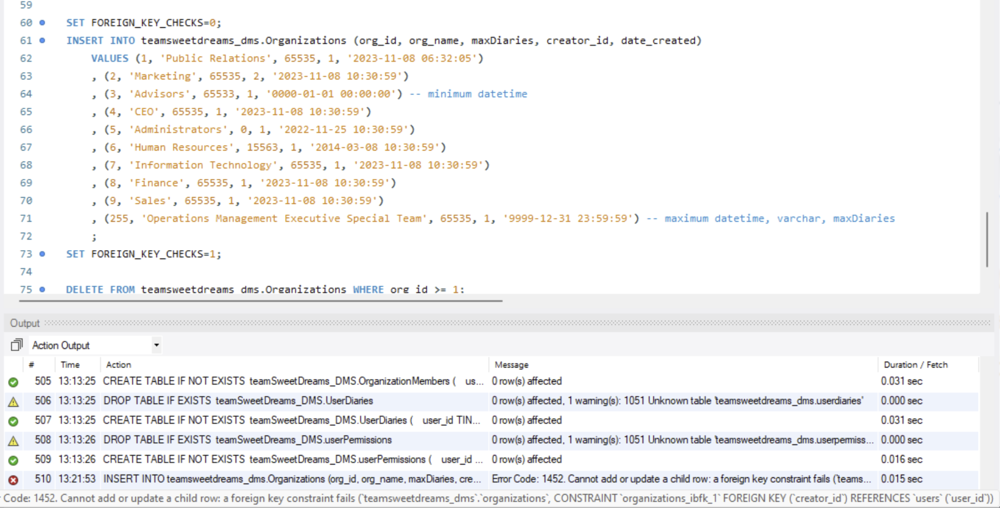 59
60 SET FOREIGN_KEY_CHECKS=0;
61 INSERT INTO teamsweetdreams_dms.Organizations (org_id, org_name, maxDiaries, creator_id, date_created)
62 VALUES (1, 'Public Relations', 65535, 1, '2023-11-08 06:32:05')
63 , (2, 'Marketing', 65535, 2, '2023-11-08 10:30:59')
64 , (3, 'Advisors', 65533, 1, '0000-01-01 00:00:00') -- minimum datetime
65 , (4, 'CEO', 65535, 1, '2023-11-08 10:30:59')
66 , (5, 'Administrators', 0, 1, '2022-11-25 10:30:59')
67 , (6, 'Human Resources', 15563, 1, '2014-03-08 10:30:59')
68 , (7, 'Information Technology', 65535, 1, '2023-11-08 10:30:59')
69 , (8, 'Finance', 65535, 1, '2023-11-08 10:30:59')
70 , (9, 'Sales', 65535, 1, '2023-11-08 10:30:59')
71 , (255, 'Operations Management Executive Special Team', 65535, 1, '9999-12-31 23:59:59') -- maximum datetime, varchar, maxDiaries
72 ;
73 SET FOREIGN_KEY_CHECKS=1;
74
75 DELETE FROM teamsweetdreams_dms.Organizations WHERE org_id >= 1;
Output
Action Output
# Time Action Message Duration / Fetch
505 13:13:25 CREATE TABLE IF NOT EXISTS teamSweetDreams_DMS.OrganizationMembers ( us... 0 row(s) affected 0.031 sec
506 13:13:25 DROP TABLE IF EXISTS teamSweetDreams_DMS.UserDiaries 0 row(s) affected, 1 warning(s): 1051 Unknown table 'teamsweetdreams_dms.userdiaries' 0.000 sec
507 13:13:25 CREATE TABLE IF NOT EXISTS teamSweetDreams_DMS.UserDiaries ( user_id TIN... 0 row(s) affected 0.031 sec
508 13:13:26 DROP TABLE IF EXISTS teamSweetDreams_DMS.userPermissions 0 row(s) affected, 1 warning(s): 1051 Unknown table 'teamsweetdreams_dms.userpermiss... 0.000 sec
509 13:13:26 CREATE TABLE IF NOT EXISTS teamSweetDreams_DMS.userPermissions ( user_id ... 0 row(s) affected 0.016 sec
510 13:21:53 INSERT INTO teamsweetdreams_dms.Organizations (org_id, org_name, maxDiaries, cre... Error Code: 1452. Cannot add or update a child row: a foreign key constraint fails (`teams... 0.015 sec
Code: 1452. Cannot add or update a child row: a foreign key constraint fails (`teamsweetdreams_dms`.`organizations`, CONSTRAINT `organizations_ibfk_1` FOREIGN KEY (`creator_id`) REFERENCES `users` (`user_id`))